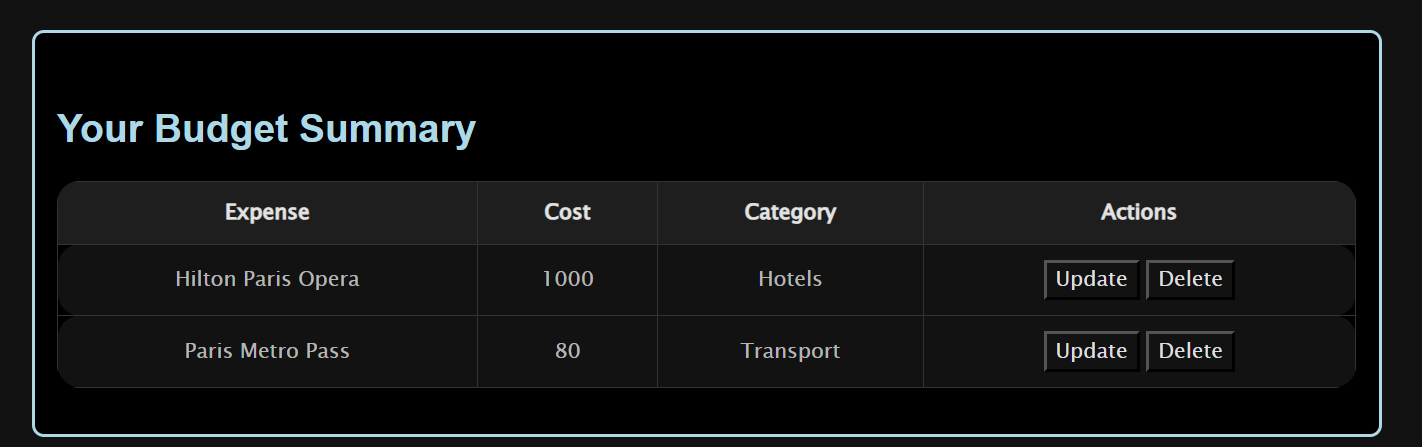 Your Budget Summary
Expense Cost Category Actions
Hilton Paris Opera 1000 Hotels Update Delete
Paris Metro Pass 80 Transport Update Delete